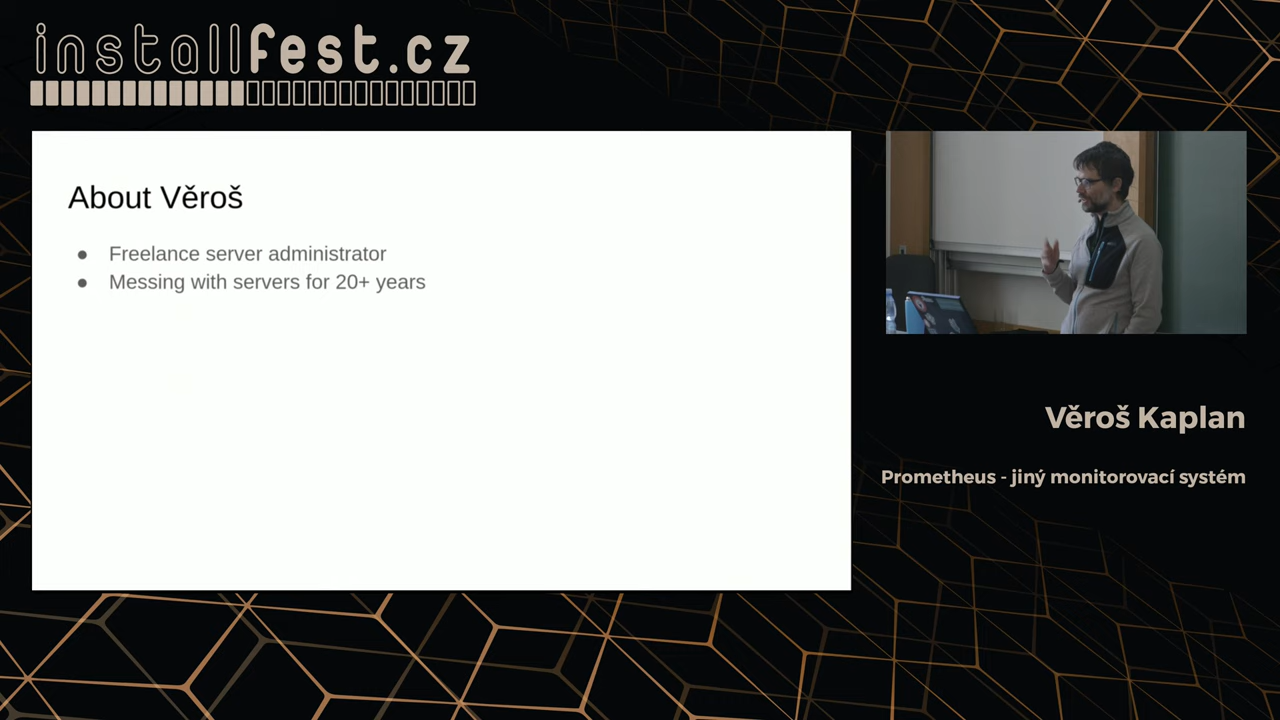 installfest.cz
About Věroš
● Freelance server administrator
● Messing with servers for 20+ years
Věroš Kaplan
Prometheus - jiný monitorovací systém